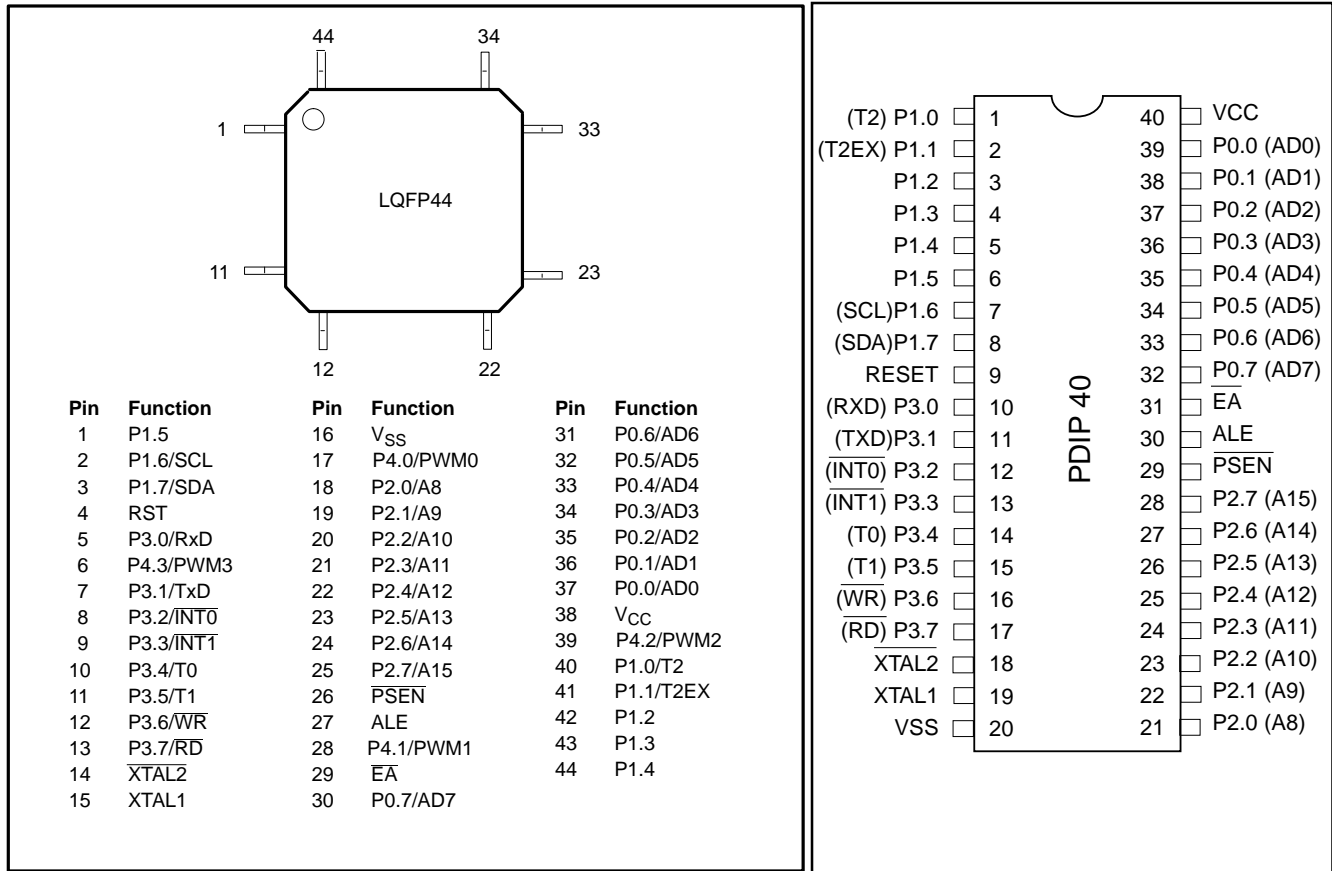 44 34
1 33
LQFP44
11 23
12 22
Pin Function Pin Function Pin Function
1 P1.5 16 VSS 31 P0.6/AD6
2 P1.6/SCL 17 P4.0/PWM0 32 P0.5/AD5
3 P1.7/SDA 18 P2.0/A8 33 P0.4/AD4
4 RST 19 P2.1/A9 34 P0.3/AD3
5 P3.0/RxD 20 P2.2/A10 35 P0.2/AD2
6 P4.3/PWM3 21 P2.3/A11 36 P0.1/AD1
7 P3.1/TxD 22 P2.4/A12 37 P0.0/AD0
8 P3.2/I̅N̅T̅0̅ 23 P2.5/A13 38 VCC
9 P3.3/I̅N̅T̅1̅ 24 P2.6/A14 39 P4.2/PWM2
10 P3.4/T0 25 P2.7/A15 40 P1.0/T2
11 P3.5/T1 26 P̅S̅E̅N̅ 41 P1.1/T2EX
12 P3.6/W̅R̅ 27 ALE 42 P1.2
13 P3.7/R̅D̅ 28 P4.1/PWM1 43 P1.3
14 X̅T̅A̅L̅2̅ 29 E̅A̅ 44 P1.4
15 XTAL1 30 P0.7/AD7
(T2) P1.0 1 40 VCC
(T2EX) P1.1 2 39 P0.0 (AD0)
P1.2 3 38 P0.1 (AD1)
P1.3 4 37 P0.2 (AD2)
P1.4 5 36 P0.3 (AD3)
P1.5 6 35 P0.4 (AD4)
(SCL)P1.6 7 34 P0.5 (AD5)
(SDA)P1.7 8 33 P0.6 (AD6)
RESET 9 32 P0.7 (AD7)
(RXD) P3.0 10 31 E̅A̅
(TXD)P3.1 11 30 ALE
(I̅N̅T̅0̅) P3.2 12 29 P̅S̅E̅N̅
(I̅N̅T̅1̅) P3.3 13 28 P2.7 (A15)
(T0) P3.4 14 27 P2.6 (A14)
(T1) P3.5 15 26 P2.5 (A13)
(W̅R̅) P3.6 16 25 P2.4 (A12)
(R̅D̅) P3.7 17 24 P2.3 (A11)
X̅T̅A̅L̅2̅ 18 23 P2.2 (A10)
XTAL1 19 22 P2.1 (A9)
VSS 20 21 P2.0 (A8)
PDIP 40